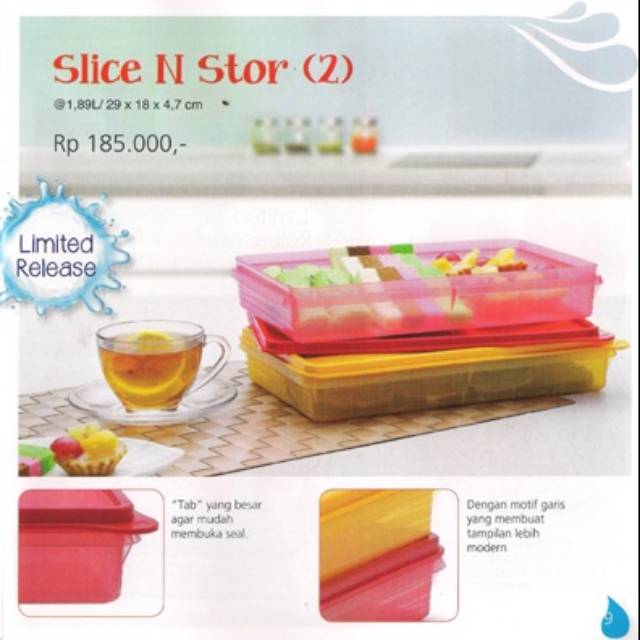 Slice N Stor (2)
@1,89L/ 29 x 18 x 4,7 cm
Rp 185.000,-
Limited
Release
"Tab" yang besar
agar mudah
membuka seal.
Dengan motif garis
yang membuat
tampilan lebih
modern
9